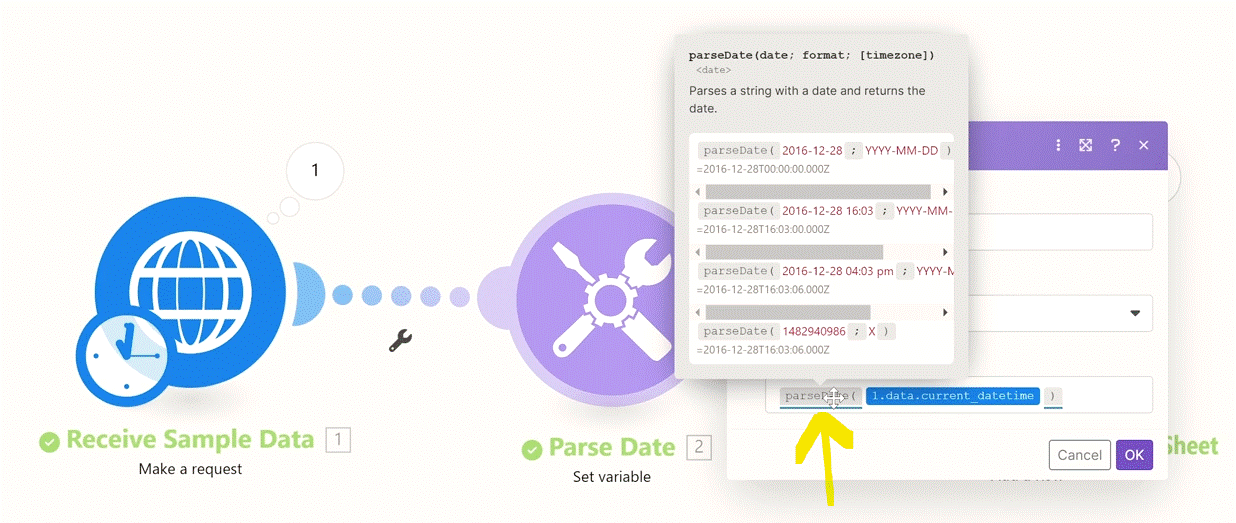 parseDate(date; format; [timezone])
<date>
Parses a string with a date and returns the
date.
parseDate( 2016-12-28 ; YYYY-MM-DD )
=2016-12-28T00:00:00.000Z
parseDate( 2016-12-28 16:03 ; YYYY-MM-
=2016-12-28T16:03:00.000Z
parseDate( 2016-12-28 04:03 pm ; YYYY-M
=2016-12-28T16:03:06.000Z
parseDate( 1482940986 ; X )
=2016-12-28T16:03:06.000Z
?
1
parseDate( 1.data.current_datetime )
Receive Sample Data 1
Make a request
Parse Date 2
Set variable
Cancel OK
Sheet